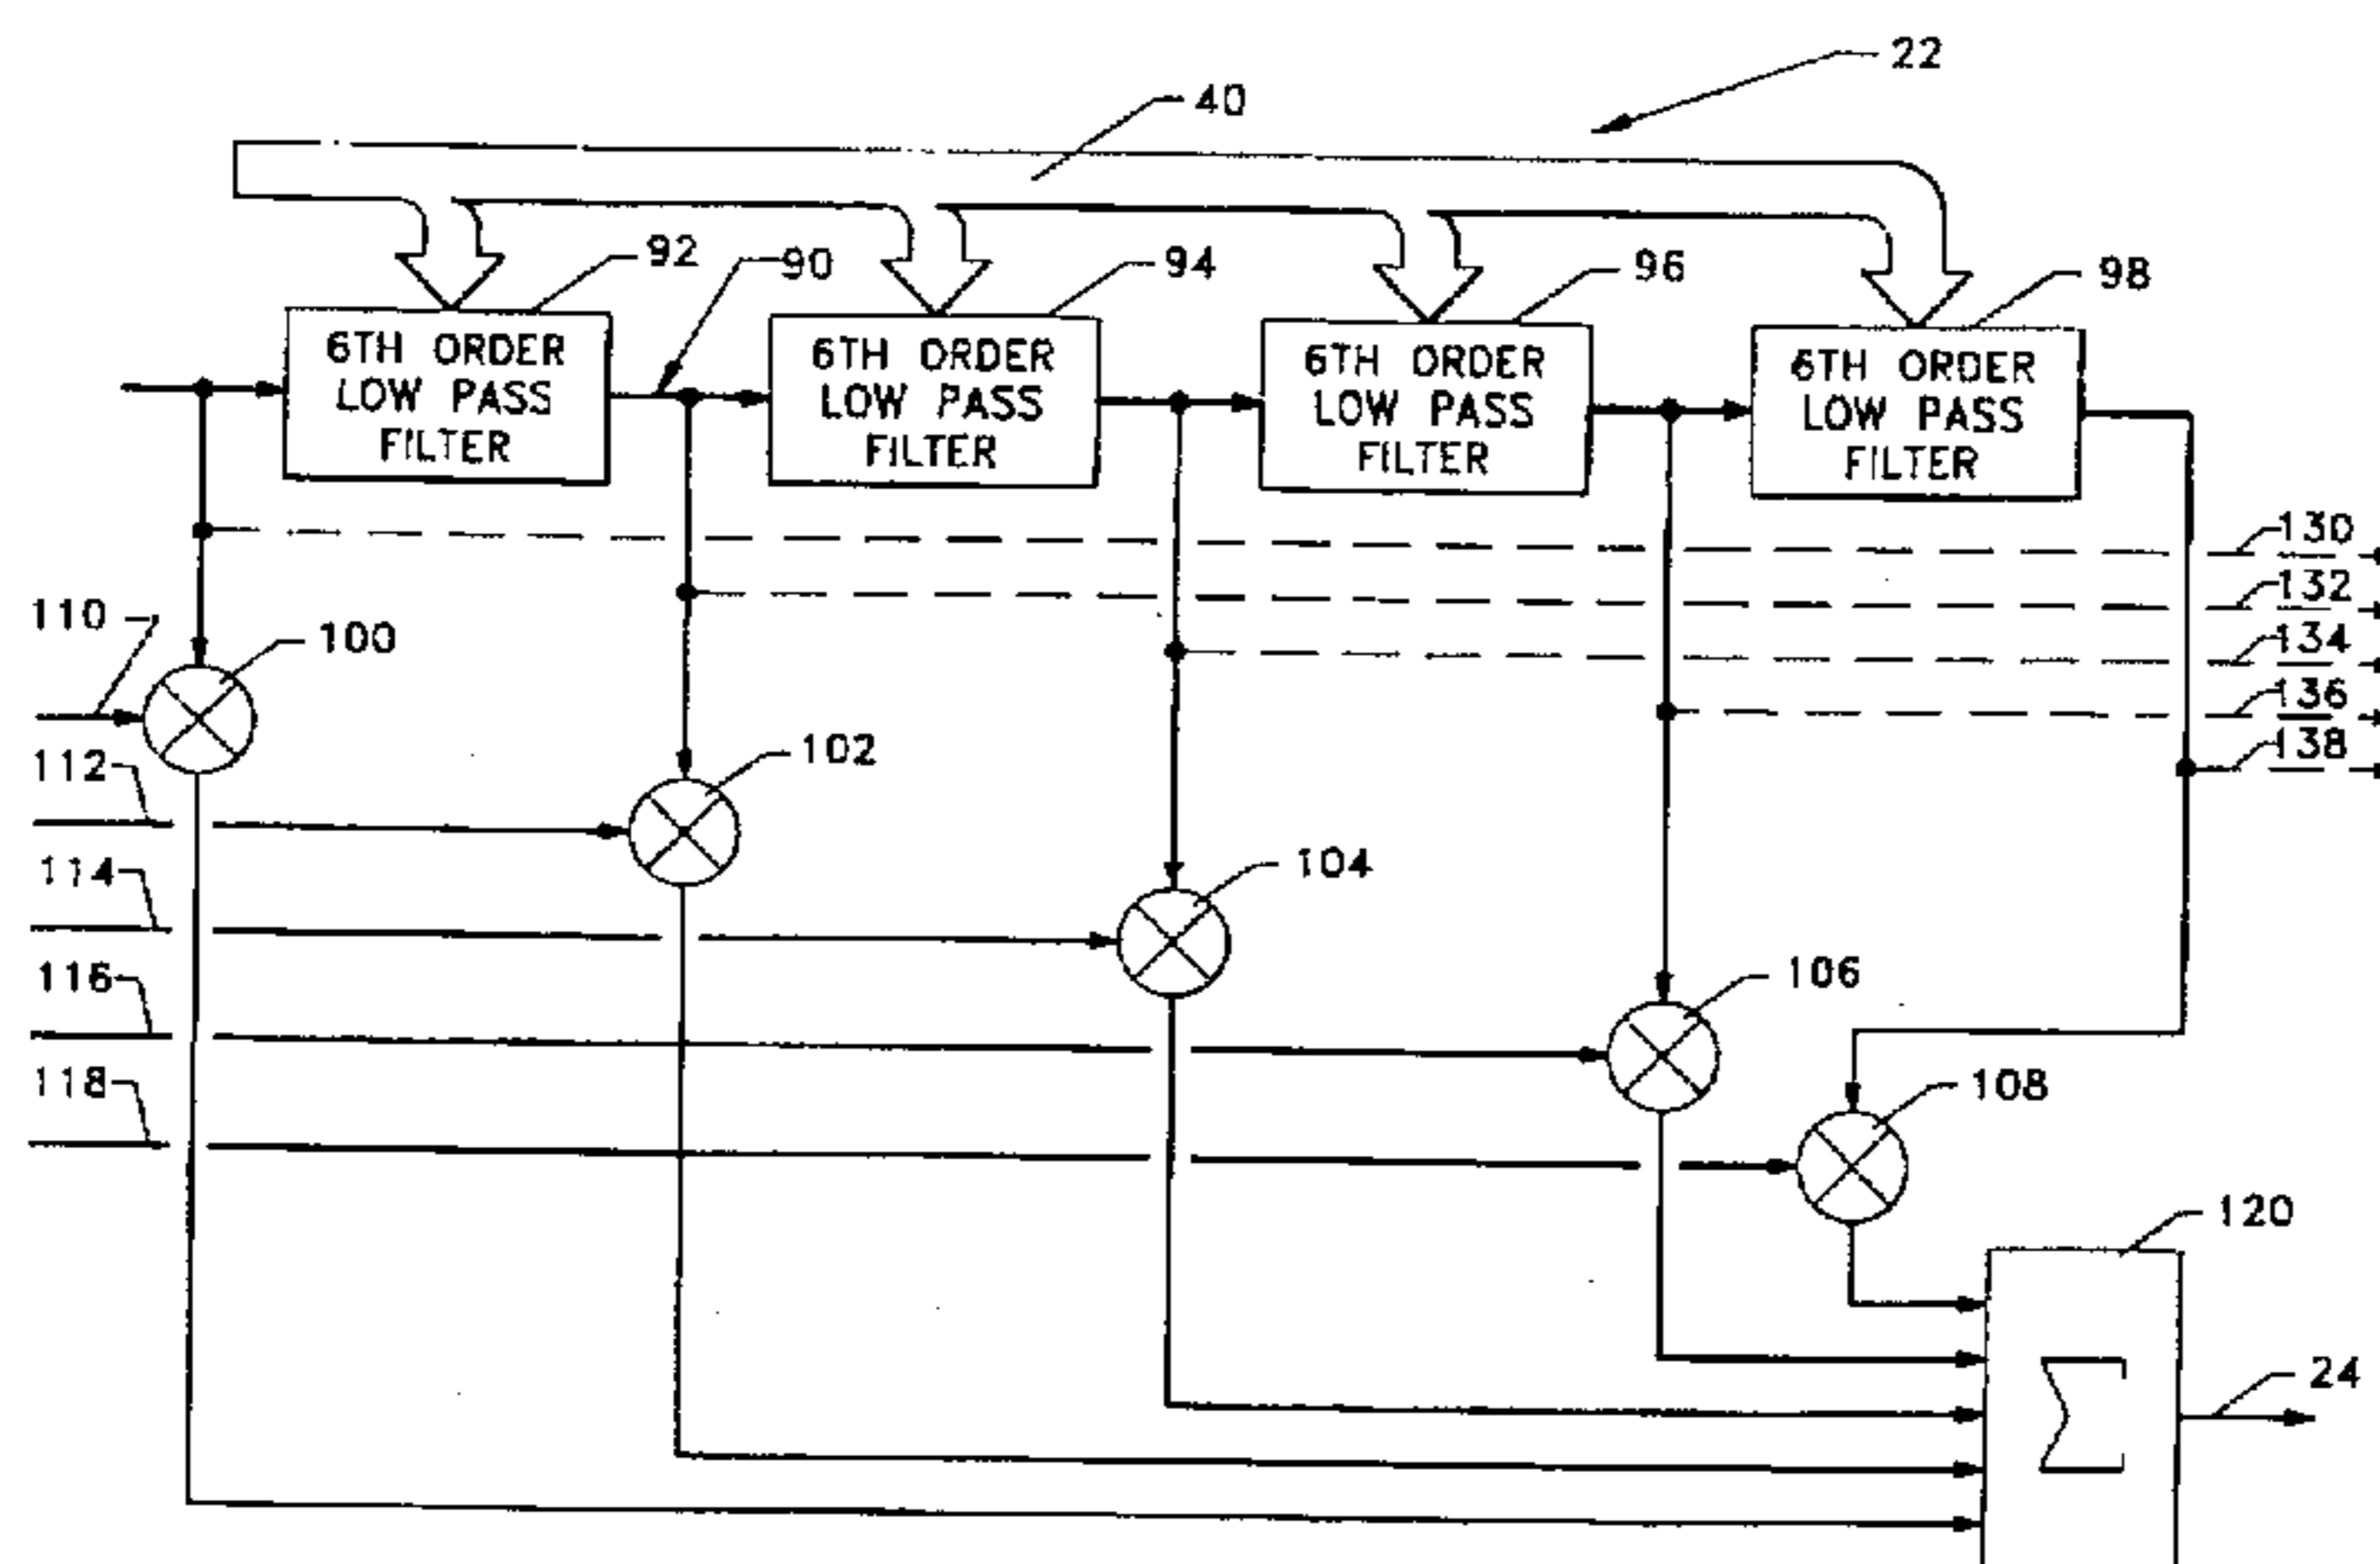 22
40
92
90
94
96
98
6TH ORDER
LOW PASS
FILTER
6TH ORDER
LOW PASS
FILTER
6TH ORDER
LOW PASS
FILTER
6TH ORDER
LOW PASS
FILTER
130
132
134
136
138
110
100
112
102
114
104
116
106
118
108
120
Σ
24